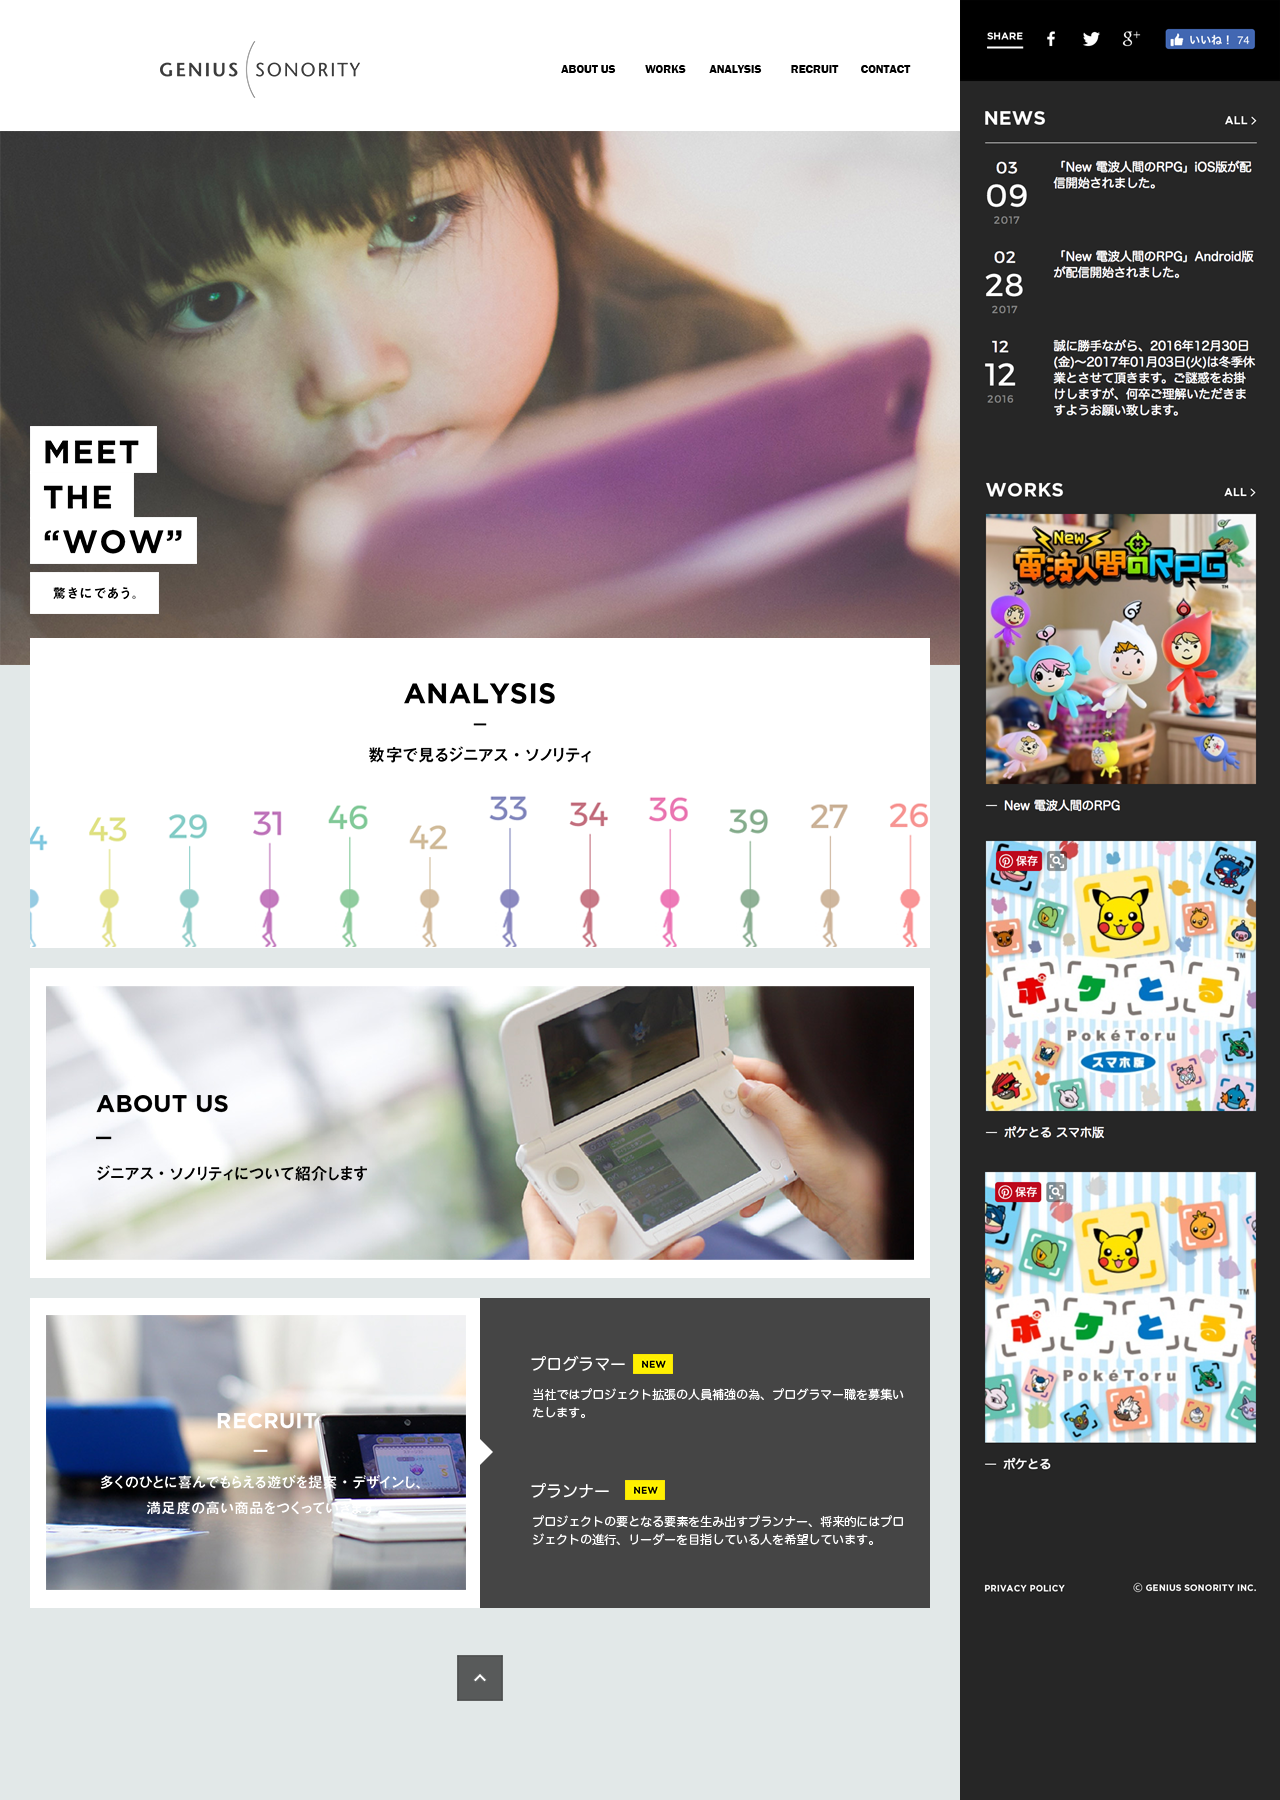 GENIUS SONORITY
ABOUT US
WORKS
ANALYSIS
RECRUIT
CONTACT
MEET
THE
“WOW”
驚きにであう。
ANALYSIS
数字で見るジニアス・ソノリティ
4
43
29
31
46
42
33
34
36
39
27
26
ABOUT US
ジニアス・ソノリティについて紹介します
RECRUIT
多くのひとに喜んでもらえる遊びを提案・デザインし、
満足度の高い商品をつくってい
プログラマー NEW
当社ではプロジェクト拡張の人員補強の為、プログラマー職を募集い
たします。
プランナー NEW
プロジェクトの要となる要素を生み出すプランナー、将来的にはプロ
ジェクトの進行、リーダーを目指している人を希望しています。
SHARE
いいね！ 74
NEWS
ALL
03
09
2017
「New 電波人間のRPG」iOS版が配
信開始されました。
02
28
2017
「New 電波人間のRPG」Android版
が配信開始されました。
12
12
2016
誠に勝手ながら、2016年12月30日
(金)〜2017年01月03日(火)は冬季休
業とさせて頂きます。ご迷惑をお掛
けしますが、何卒ご理解いただきま
すようお願い致します。
WORKS
ALL
New
電波人間のRPG
TM
— New 電波人間のRPG
保存
TM
ポケとる
PokéToru
スマホ版
— ポケとる スマホ版
保存
TM
ポケとる
PokéToru
— ポケとる
PRIVACY POLICY
© GENIUS SONORITY INC.